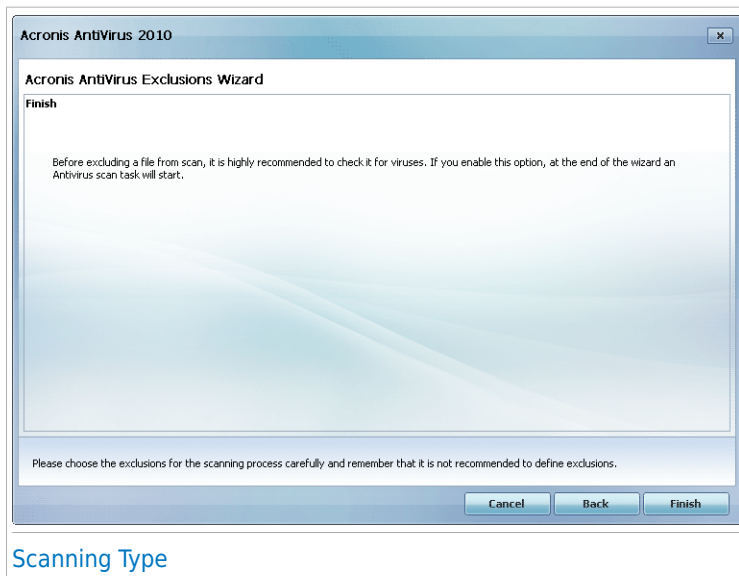 Acronis AntiVirus 2010
Acronis AntiVirus Exclusions Wizard
Finish
Before excluding a file from scan, it is highly recommended to check it for viruses. If you enable this option, at the end of the wizard an
Antivirus scan task will start.
Please choose the exclusions for the scanning process carefully and remember that it is not recommended to define exclusions.
Cancel Back Finish
Scanning Type